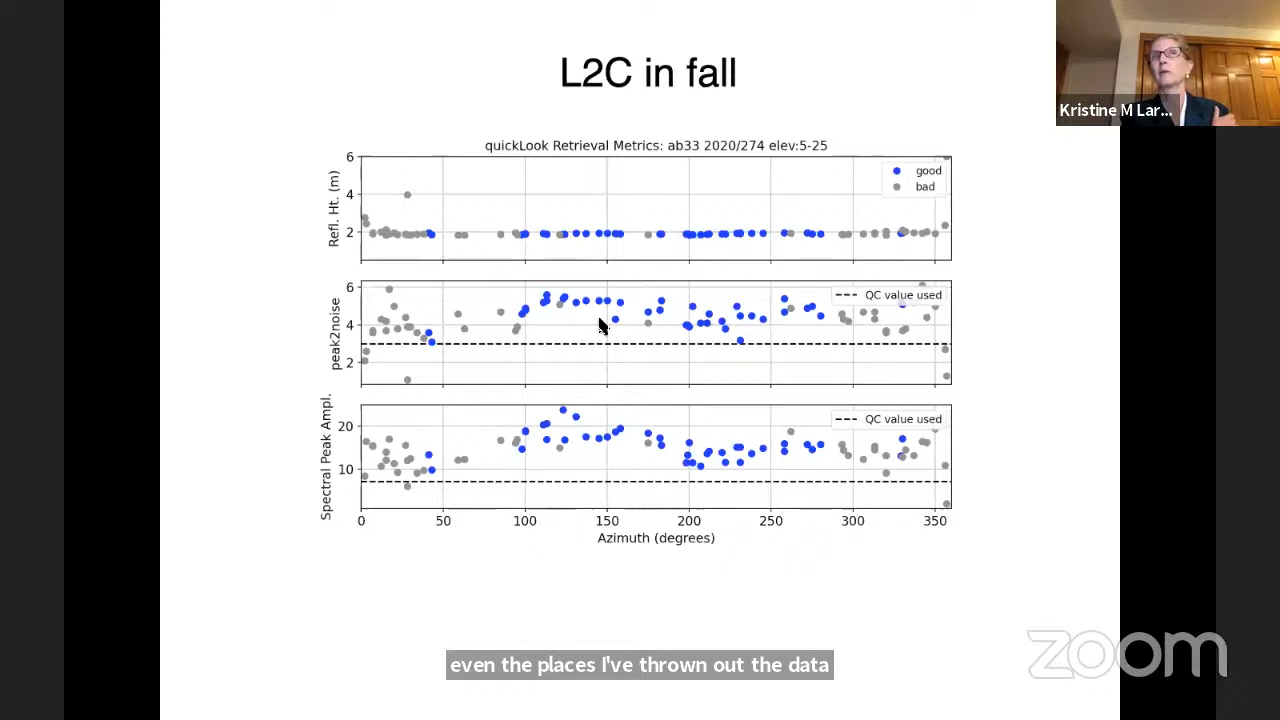 L2C in fall
Kristine M Lar...
quickLook Retrieval Metrics: ab33 2020/274 elev:5-25
Refl. Ht. (m)
6
4
2
good
bad
peak2noise
6
4
2
QC value used
Spectral Peak Ampl.
20
10
QC value used
0 50 100 150 200 250 300 350
Azimuth (degrees)
even the places I've thrown out the data
zoom